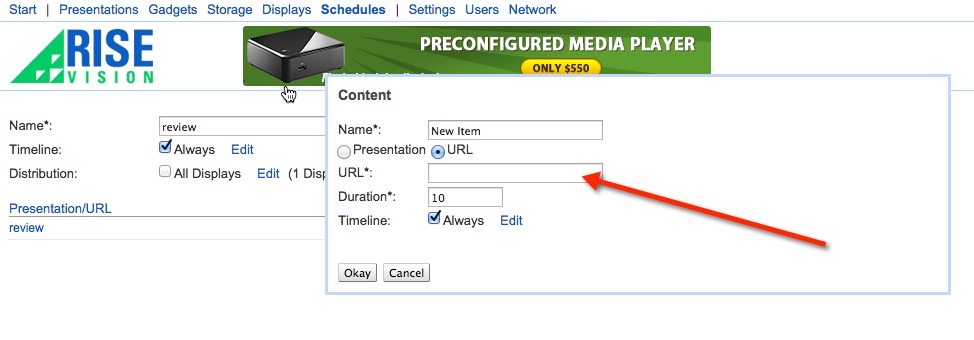 Start | Presentations Gadgets Storage Displays Schedules | Settings Users Network
RISE
VISION
PRECONFIGURED MEDIA PLAYER
ONLY $550
Content
Name*: review
Timeline: Always Edit
Distribution: All Displays Edit (1 Disp
Presentation/URL
review
Name*: New Item
Presentation URL
URL*:
Duration*: 10
Timeline: Always Edit
Okay Cancel